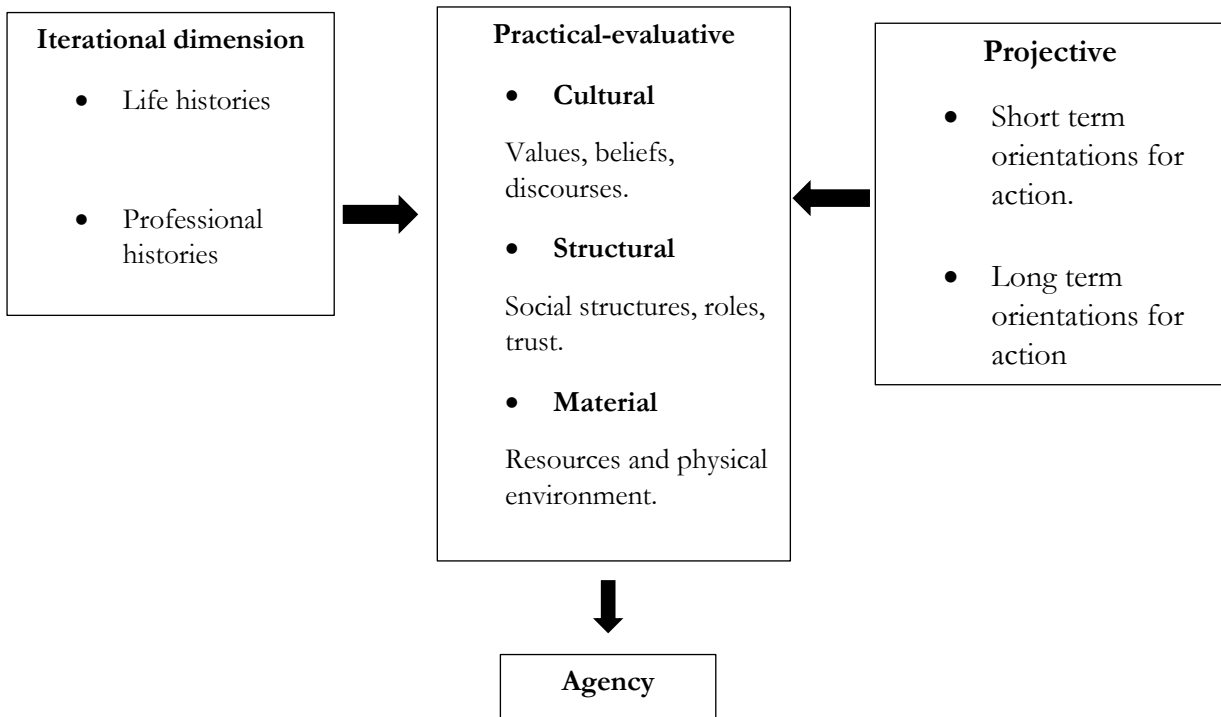 Iterational dimension
• Life histories
• Professional
histories
Practical-evaluative
• Cultural
Values, beliefs,
discourses.
• Structural
Social structures, roles,
trust.
• Material
Resources and physical
environment.
Projective
• Short term
orientations for
action.
• Long term
orientations for
action
Agency